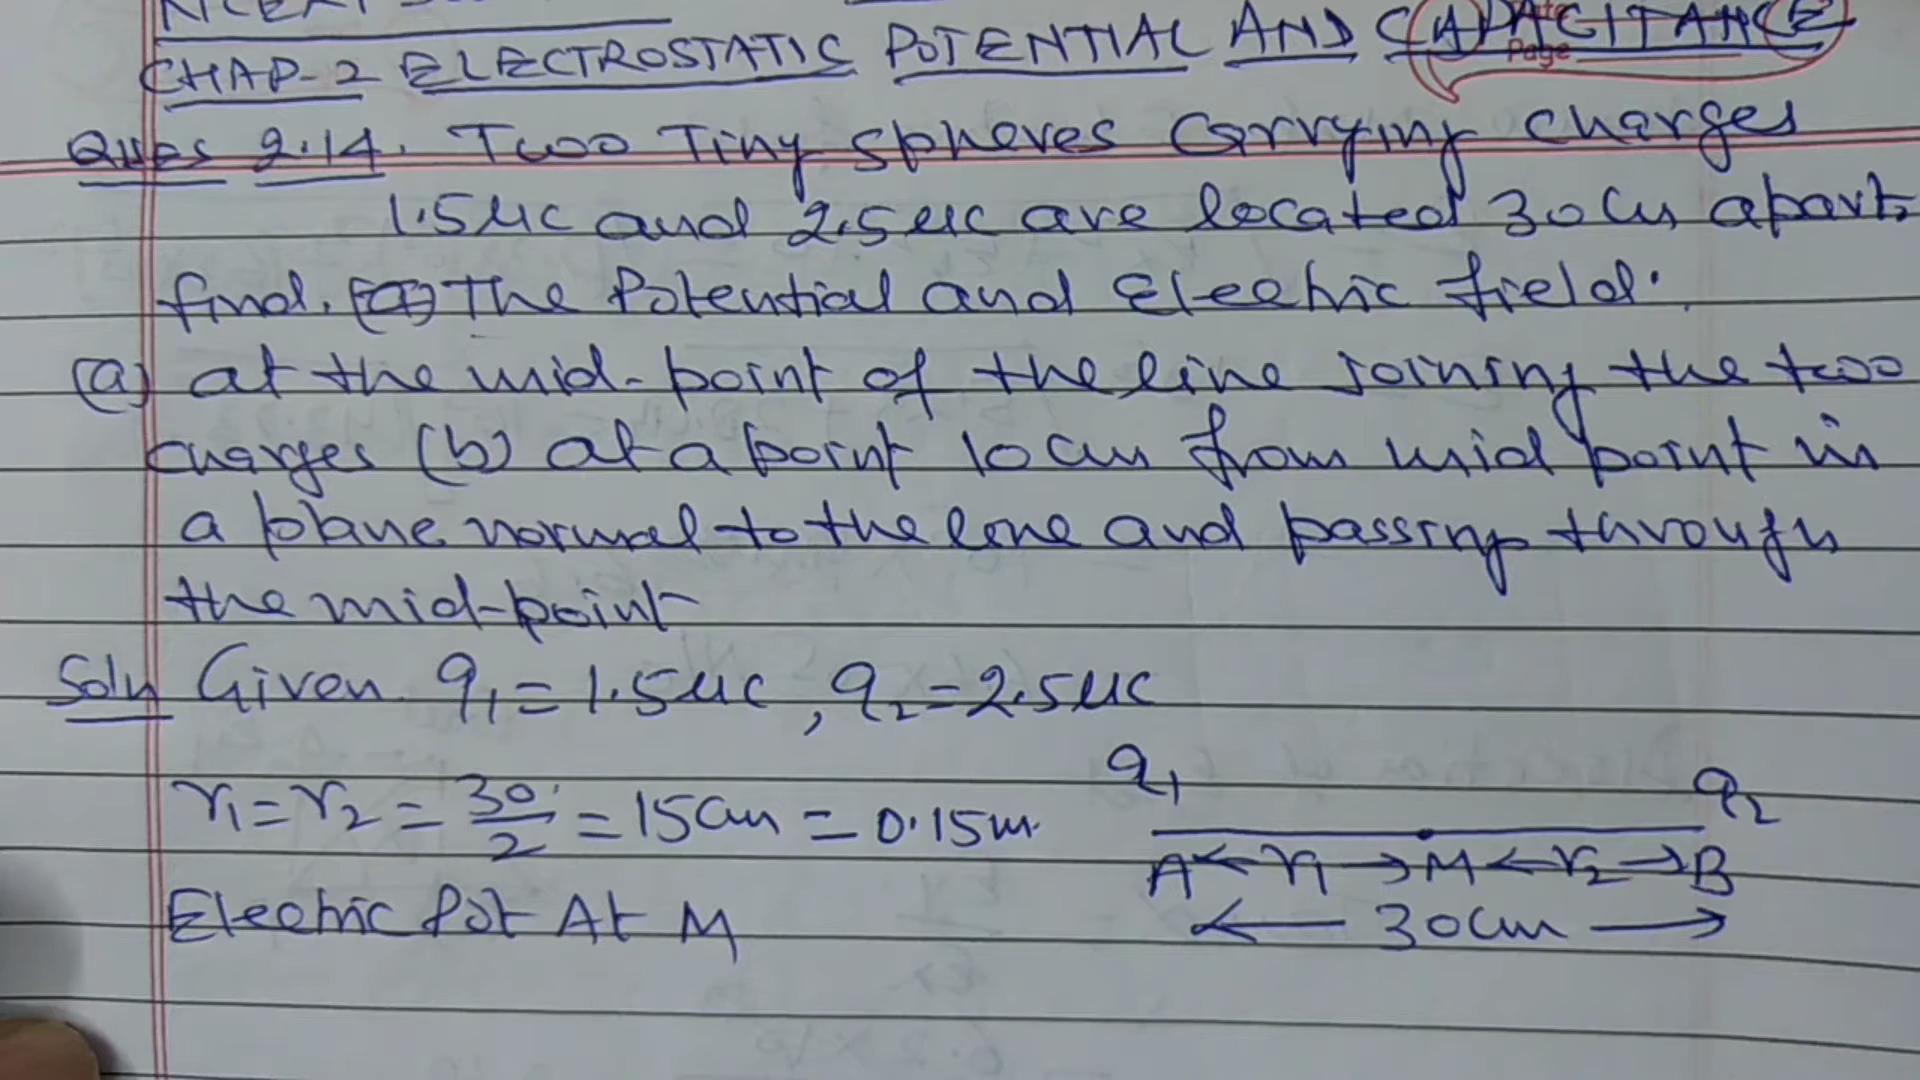 CHAP-2 ELECTROSTATIC POTENTIAL AND CAPACITANCE
Page
Ques 2.14. Two Tiny spheres Carrying charges
1.5μc and 2.5μc are located 30cm apart,
find. (a) The Potential and Electric field.
(a) at the mid-point of the line Joining the two
charges (b) at a point 10cm from mid point in
a plane normal to the line and passing through
the mid-point
Soln Given q₁ = 1.5μc, q₂ = 2.5μc
r₁ = r₂ = 30/2 = 15cm = 0.15m.
q₁ q₂
A ← r₁ → M ← r₂ → B
← 30cm →
Electric Pot At M